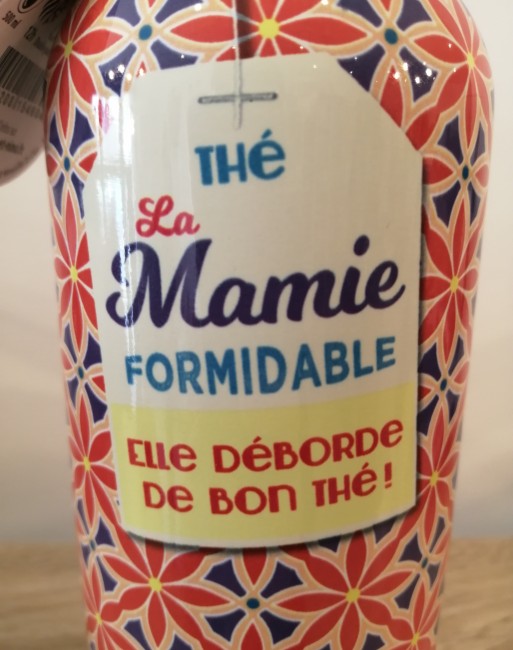 THÉ
La
Mamie
FORMIDABLE
ELLE DÉBORDE
DE BON THÉ !